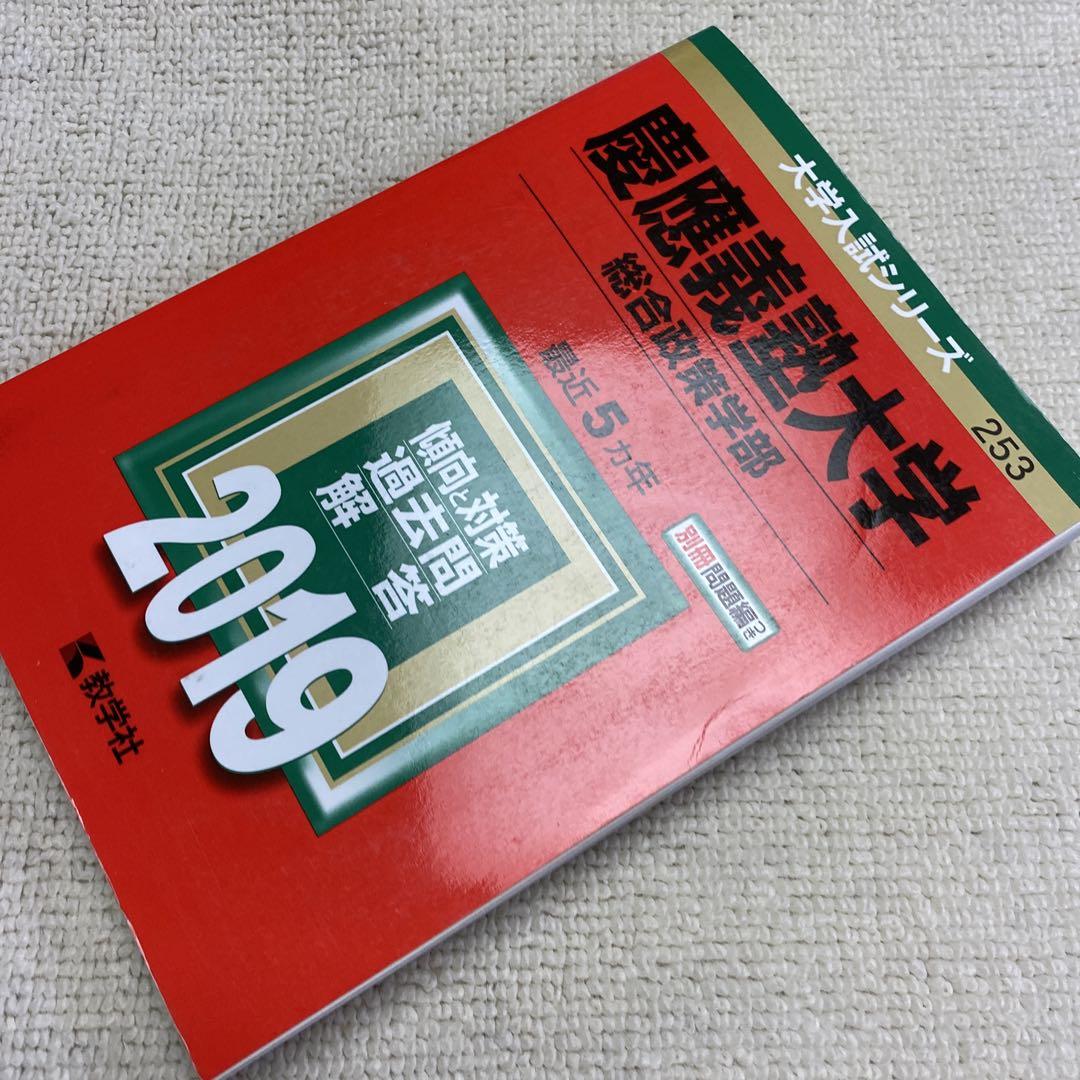 大学入試シリーズ 253
慶應義塾大学
総合政策学部
最近5カ年
別冊問題編つき
傾向と対策
過去問
解答
2019
教学社